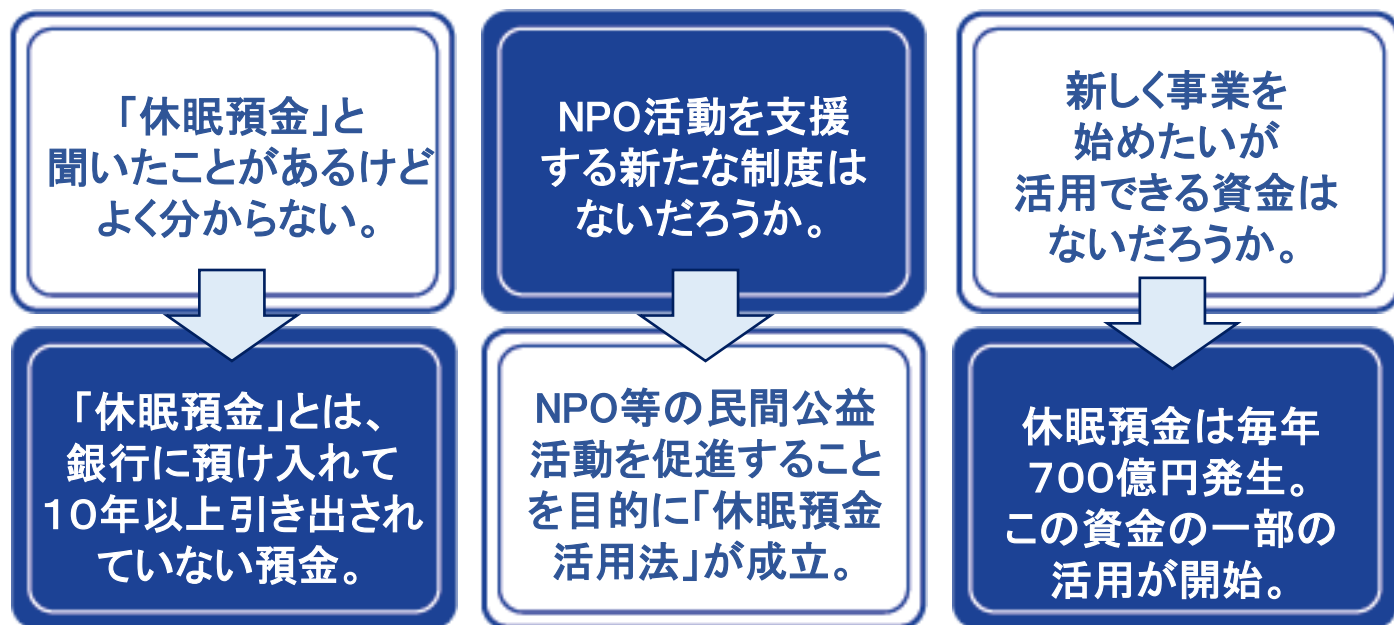 「休眠預金」と
聞いたことがあるけど
よく分からない。
NPO活動を支援
する新たな制度は
ないだろうか。
新しく事業を
始めたいが
活用できる資金は
ないだろうか。
「休眠預金」とは、
銀行に預け入れて
10年以上引き出され
ていない預金。
NPO等の民間公益
活動を促進すること
を目的に「休眠預金
活用法」が成立。
休眠預金は毎年
700億円発生。
この資金の一部の
活用が開始。